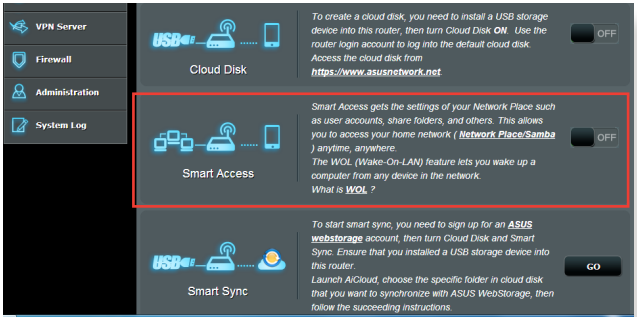 VPN Server
Firewall
Administration
System Log
USB
Cloud Disk
To create a cloud disk, you need to install a USB storage
device into this router, then turn Cloud Disk ON. Use the
router login account to log into the default cloud disk.
Access the cloud disk from
https://www.asusnetwork.net.
OFF
Smart Access
Smart Access gets the settings of your Network Place such
as user accounts, share folders, and others. This allows
you to access your home network ( Network Place/Samba
) anytime, anywhere.
The WOL (Wake-On-LAN) feature lets you wake up a
computer from any device in the network.
What is WOL ?
OFF
USB
Smart Sync
To start smart sync, you need to sign up for an ASUS
webstorage account, then turn Cloud Disk and Smart
Sync. Ensure that you installed a USB storage device into
this router.
Launch AiCloud, choose the specific folder in cloud disk
that you want to synchronize with ASUS WebStorage, then
follow the succeeding instructions.
GO